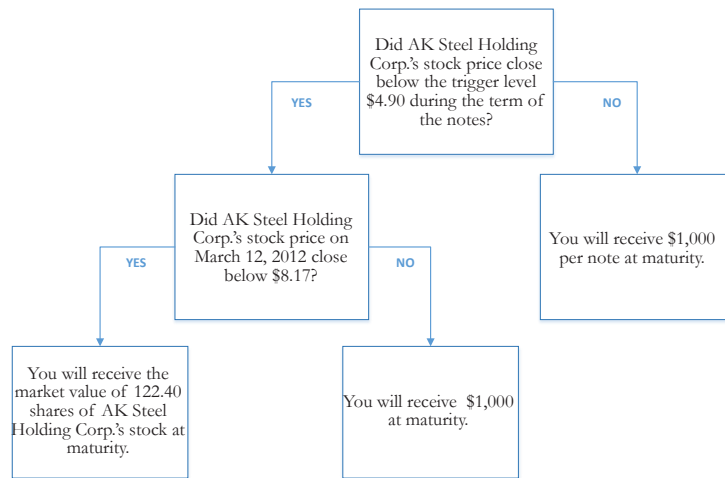 Did AK Steel Holding
Corp.'s stock price close
below the trigger level
$4.90 during the term of
the notes?
YES
NO
Did AK Steel Holding
Corp.'s stock price on
March 12, 2012 close
below $8.17?
You will receive $1,000
per note at maturity.
YES
NO
You will receive the
market value of 122.40
shares of AK Steel
Holding Corp.'s stock at
maturity.
You will receive $1,000
at maturity.